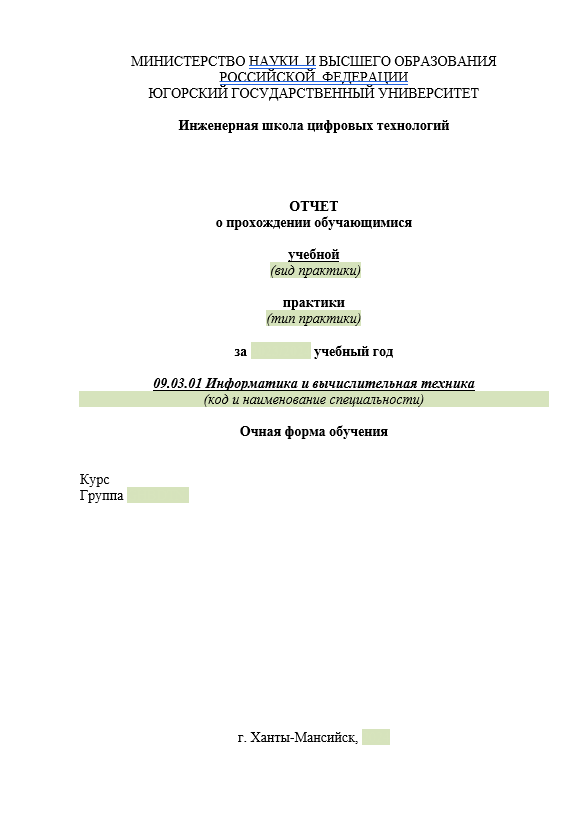 МИНИСТЕРСТВО НАУКИ И ВЫСШЕГО ОБРАЗОВАНИЯ
РОССИЙСКОЙ ФЕДЕРАЦИИ
ЮГОРСКИЙ ГОСУДАРСТВЕННЫЙ УНИВЕРСИТЕТ
Инженерная школа цифровых технологий
ОТЧЕТ
о прохождении обучающимися
учебной
(вид практики)
практики
(тип практики)
за учебный год
09.03.01 Информатика и вычислительная техника
(код и наименование специальности)
Очная форма обучения
Курс
Группа
г. Ханты-Мансийск,